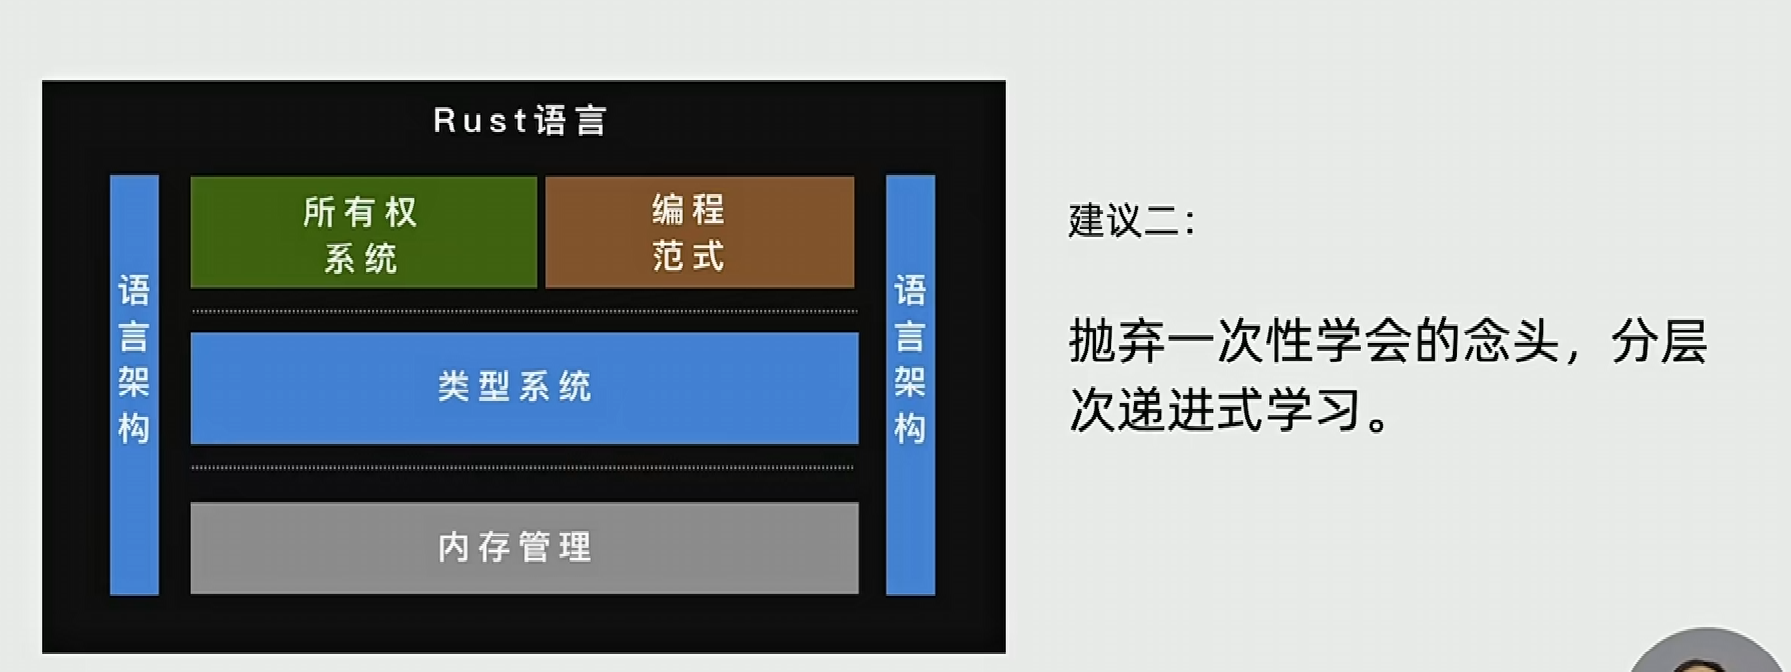 Rust语言
语言架构
所有权
系统
编程
范式
类型系统
内存管理
语言架构
建议二：
抛弃一次性学会的念头，分层
次递进式学习。